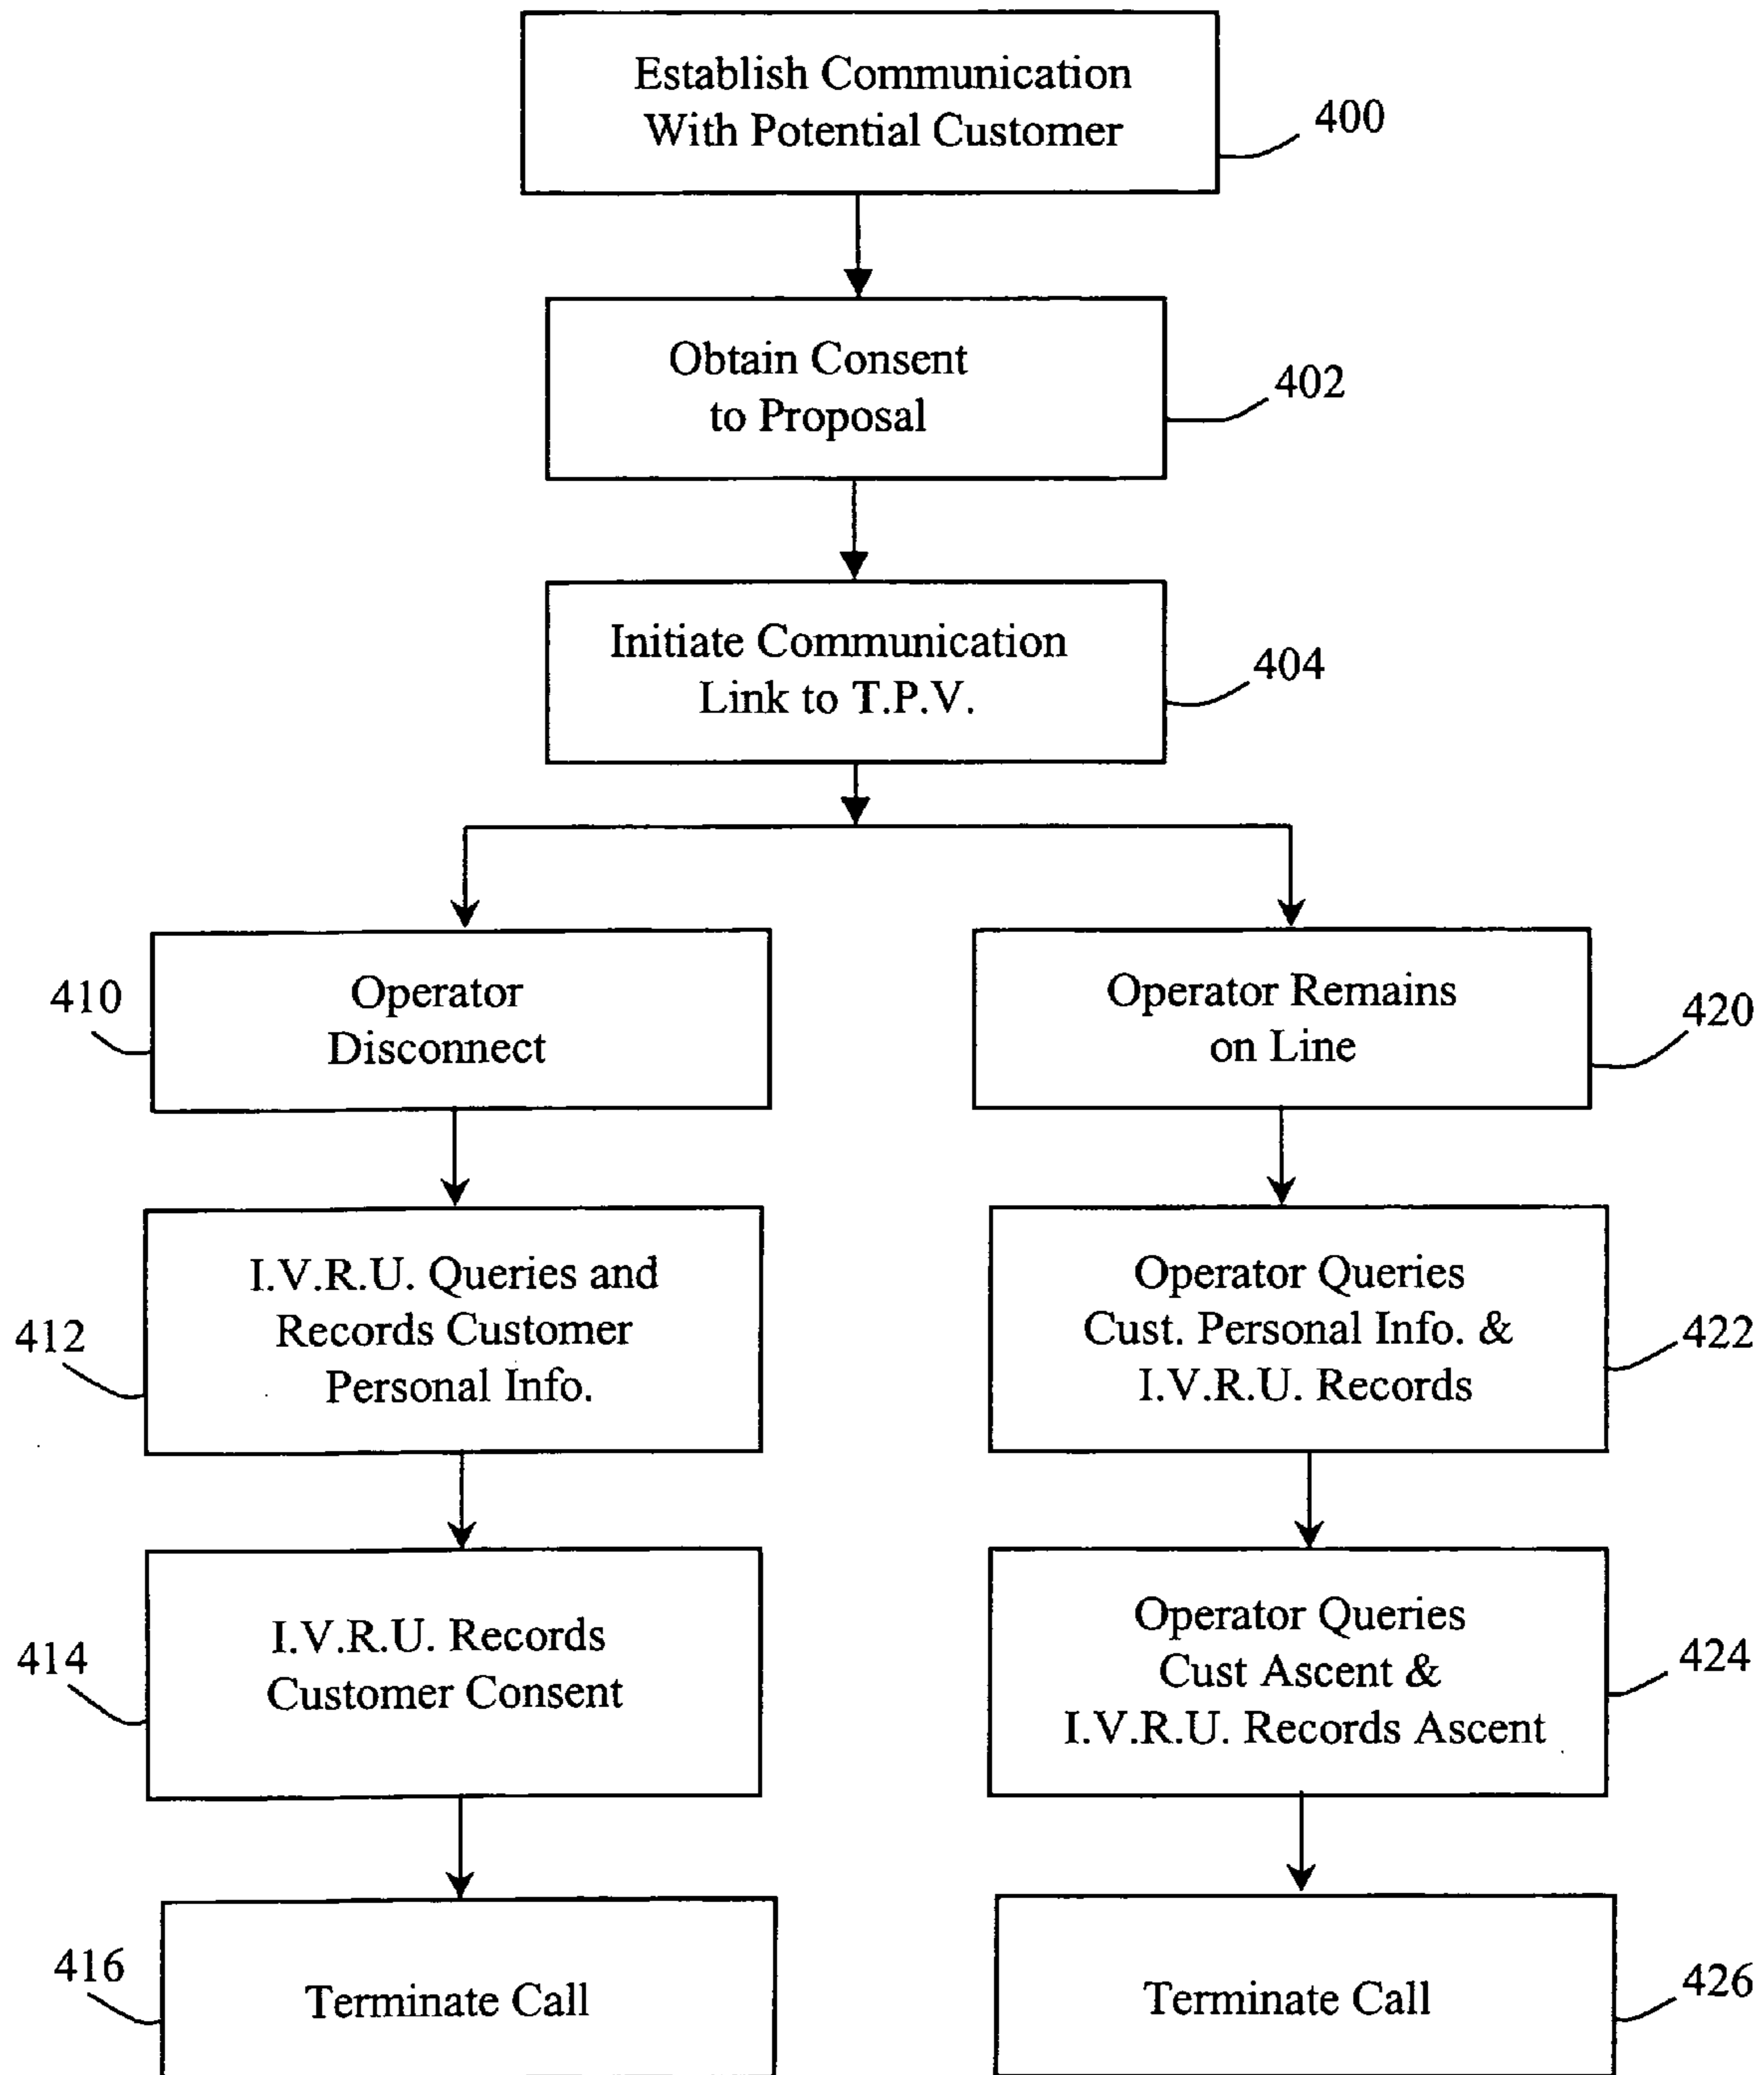 Establish Communication
With Potential Customer
400
Obtain Consent
to Proposal
402
Initiate Communication
Link to T.P.V.
404
Operator
Disconnect
410
Operator Remains
on Line
420
I.V.R.U. Queries and
Records Customer
Personal Info.
412
Operator Queries
Cust. Personal Info. &
I.V.R.U. Records
422
I.V.R.U. Records
Customer Consent
414
Operator Queries
Cust Ascent &
I.V.R.U. Records Ascent
424
Terminate Call
416
Terminate Call
426